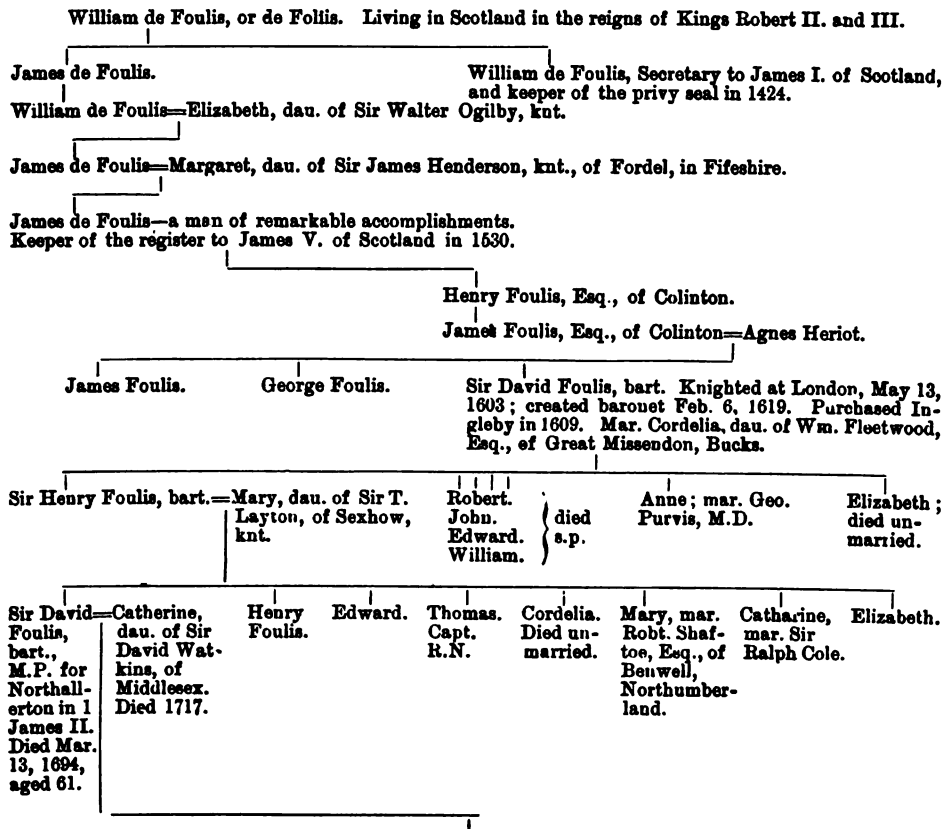 William de Foulis, or de Foliis. Living in Scotland in the reigns of Kings Robert II. and III.
James de Foulis.
William de Foulis, Secretary to James I. of Scotland,
and keeper of the privy seal in 1424.
William de Foulis=Elizabeth, dau. of Sir Walter Ogilby, knt.
James de Foulis=Margaret, dau. of Sir James Henderson, knt., of Fordel, in Fifeshire.
James de Foulis—a man of remarkable accomplishments.
Keeper of the register to James V. of Scotland in 1530.
Henry Foulis, Esq., of Colinton.
James Foulis, Esq., of Colinton=Agnes Heriot.
James Foulis.
George Foulis.
Sir David Foulis, bart. Knighted at London, May 13,
1603; created baronet Feb. 6, 1619. Purchased In-
gleby in 1609. Mar. Cordelia, dau. of Wm. Fleetwood,
Esq., of Great Missendon, Bucks.
Sir Henry Foulis, bart.=
Mary, dau. of Sir T.
Layton, of Sexhow,
knt.
Robert.
John.
Edward.
William.
died
s.p.
Anne; mar. Geo.
Purvis, M.D.
Elizabeth;
died un-
married.
Sir David=
Foulis,
bart.,
M.P. for
Northall-
erton in 1
James II.
Died Mar.
13, 1694,
aged 61.
Catherine,
dau. of Sir
David Wat-
kins, of
Middlesex.
Died 1717.
Henry
Foulis.
Edward.
Thomas.
Capt.
R.N.
Cordelia.
Died un-
married.
Mary, mar.
Robt. Shaf-
toe, Esq., of
Benwell,
Northumber-
land.
Catharine,
mar. Sir
Ralph Cole.
Elizabeth.